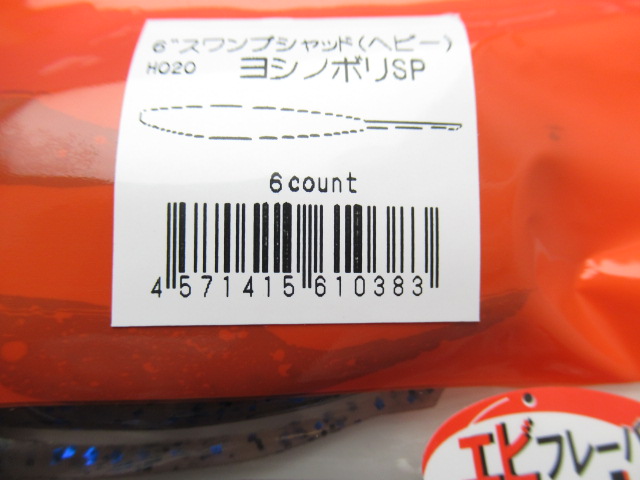 6"スワンプシャッド(ヘビー)
H020 ヨシノボリSP
6count
4 571415 610383
エビフレーバ